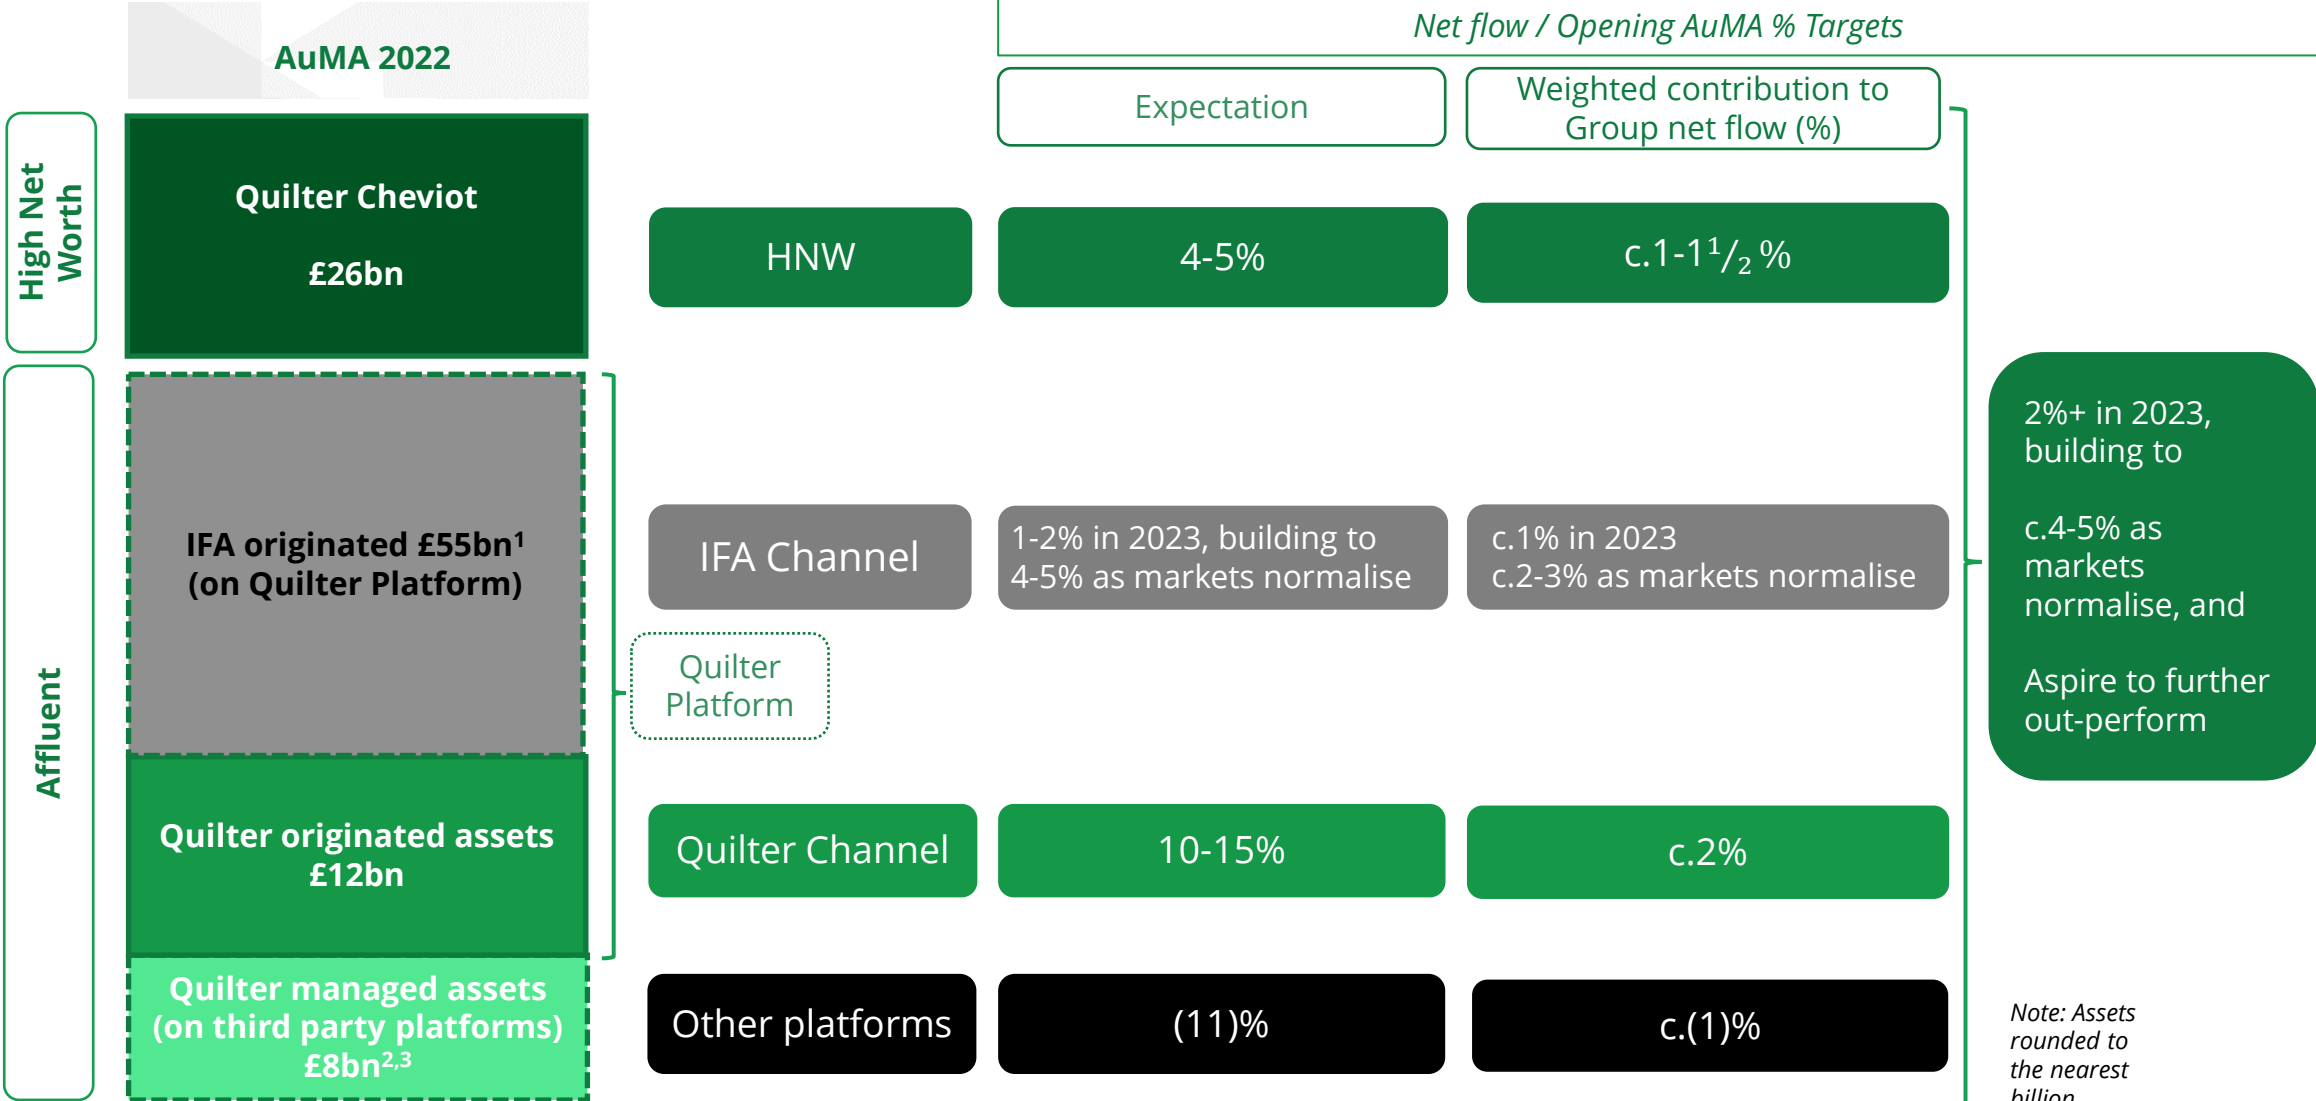 Net flow / Opening AuMA % Targets
AuMA 2022
Expectation
Weighted contribution to
Group net flow (%)
High Net
Worth
Quilter Cheviot
£26bn
HNW
4-5%
c.1-1¹/₂ %
Affluent
IFA originated £55bn¹
(on Quilter Platform)
IFA Channel
1-2% in 2023, building to
4-5% as markets normalise
c.1% in 2023
c.2-3% as markets normalise
Quilter
Platform
Quilter originated assets
£12bn
Quilter Channel
10-15%
c.2%
Quilter managed assets
(on third party platforms)
£8bn²,³
Other platforms
(11)%
c.(1)%
2%+ in 2023,
building to
c.4-5% as
markets
normalise, and
Aspire to further
out-perform
Note: Assets
rounded to
the nearest
billion